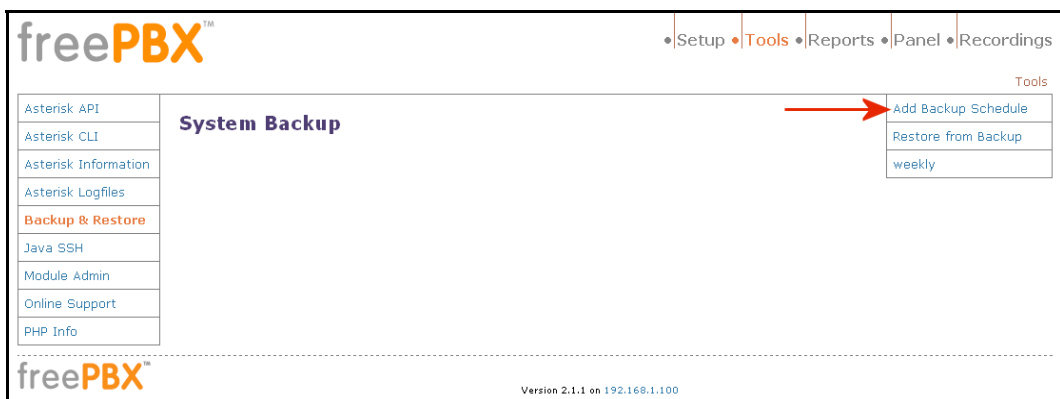 freePBX™
Setup Tools Reports Panel Recordings
Tools
Asterisk API
Asterisk CLI
Asterisk Information
Asterisk Logfiles
Backup & Restore
Java SSH
Module Admin
Online Support
PHP Info
System Backup
Add Backup Schedule
Restore from Backup
weekly
freePBX™
Version 2.1.1 on 192.168.1.100